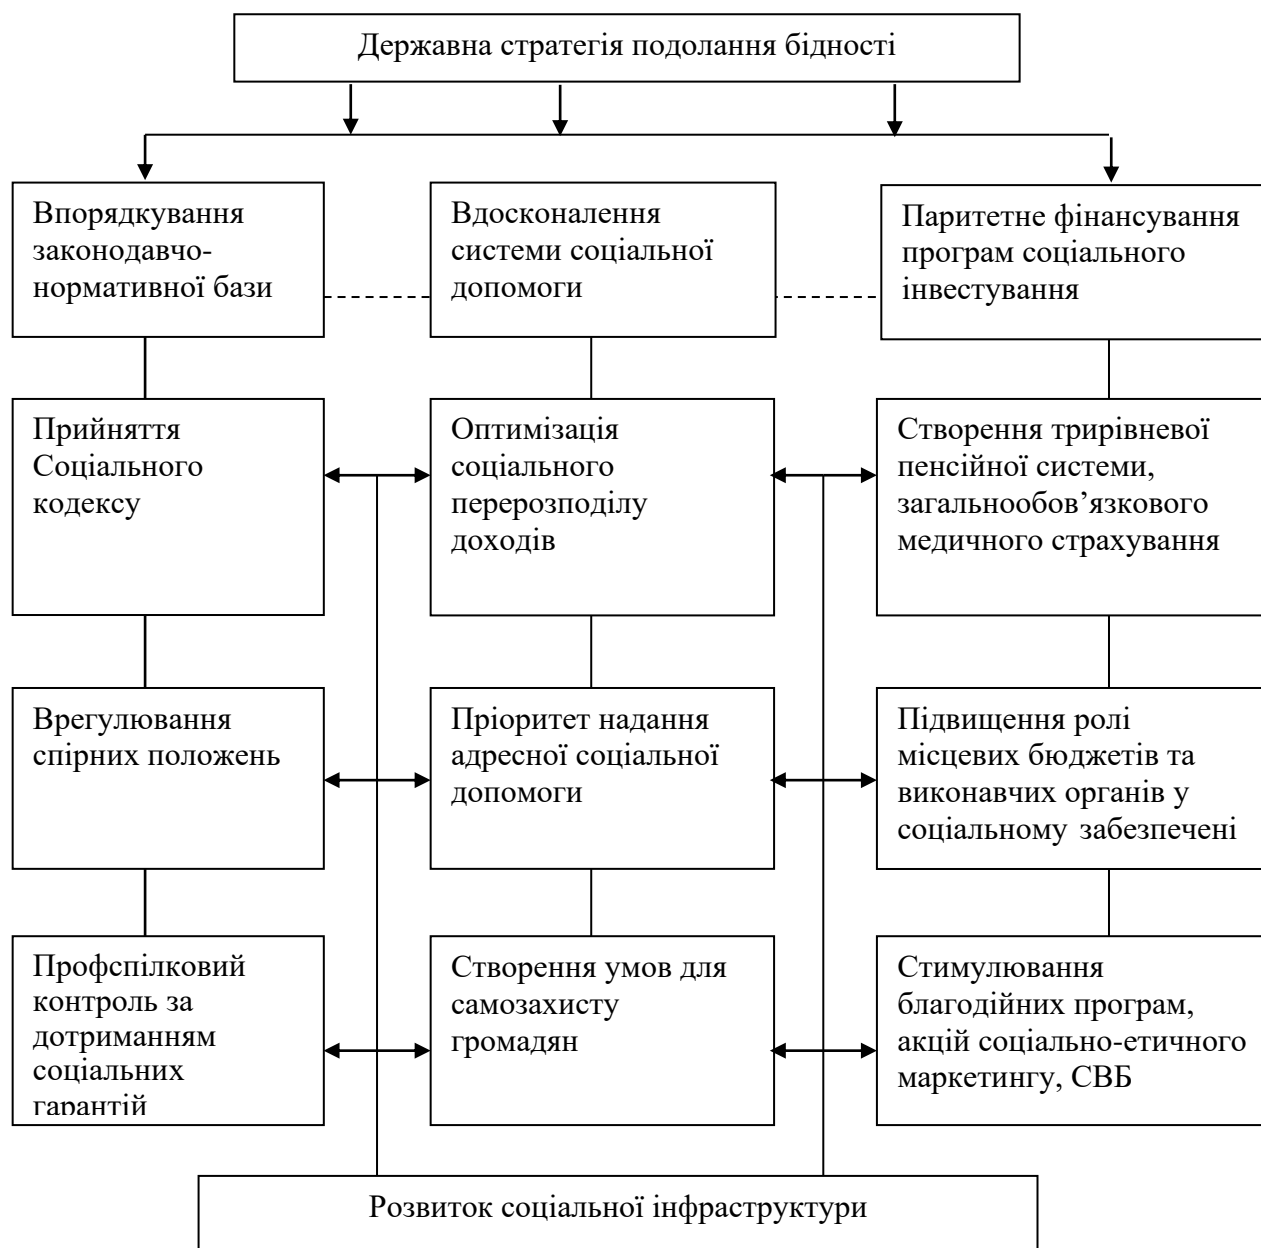 Державна стратегія подолання бідності
Впорядкування
законодавчо-
нормативної бази
Вдосконалення
системи соціальної
допомоги
Паритетне фінансування
програм соціального
інвестування
Прийняття
Соціального
кодексу
Оптимізація
соціального
перерозподілу
доходів
Створення трирівневої
пенсійної системи,
загальнообов’язкового
медичного страхування
Врегулювання
спірних положень
Пріоритет надання
адресної соціальної
допомоги
Підвищення ролі
місцевих бюджетів та
виконавчих органів у
соціальному забезпечені
Профспілковий
контроль за
дотриманням
соціальних
гарантій
Створення умов для
самозахисту
громадян
Стимулювання
благодійних програм,
акцій соціально-етичного
маркетингу, СВБ
Розвиток соціальної інфраструктури